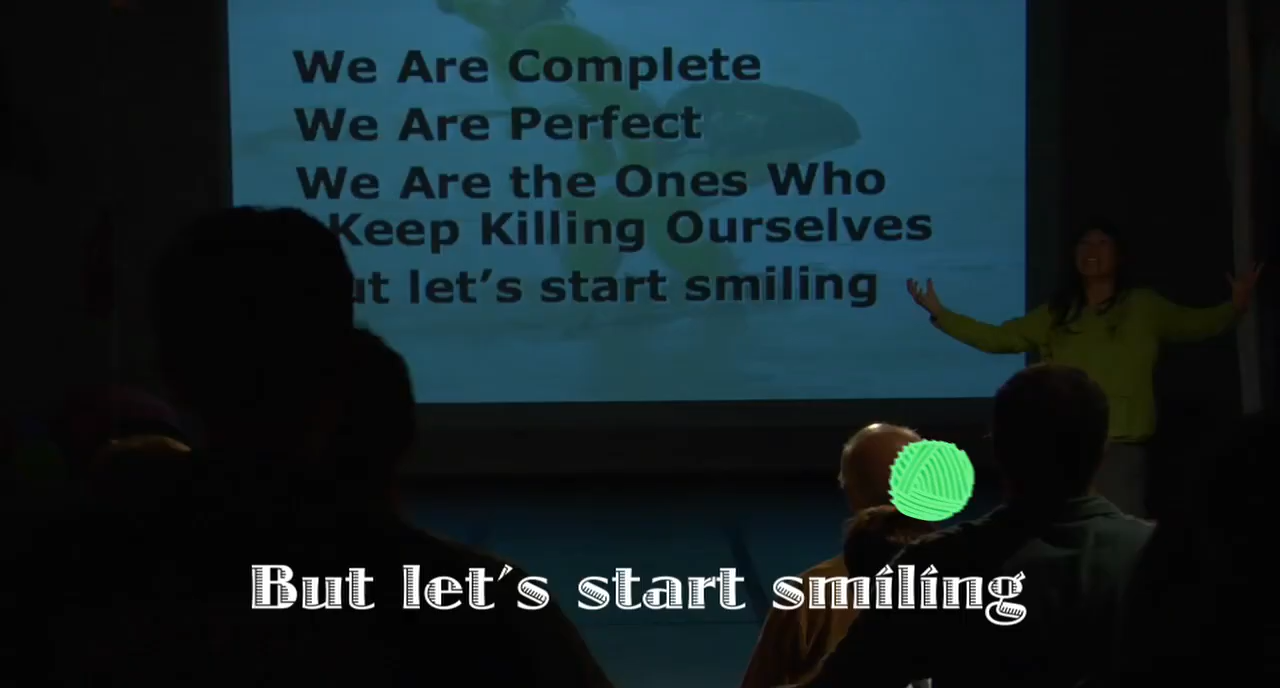 We Are Complete
We Are Perfect
We Are the Ones Who
Keep Killing Ourselves
ut let's start smiling
But let's start smiling